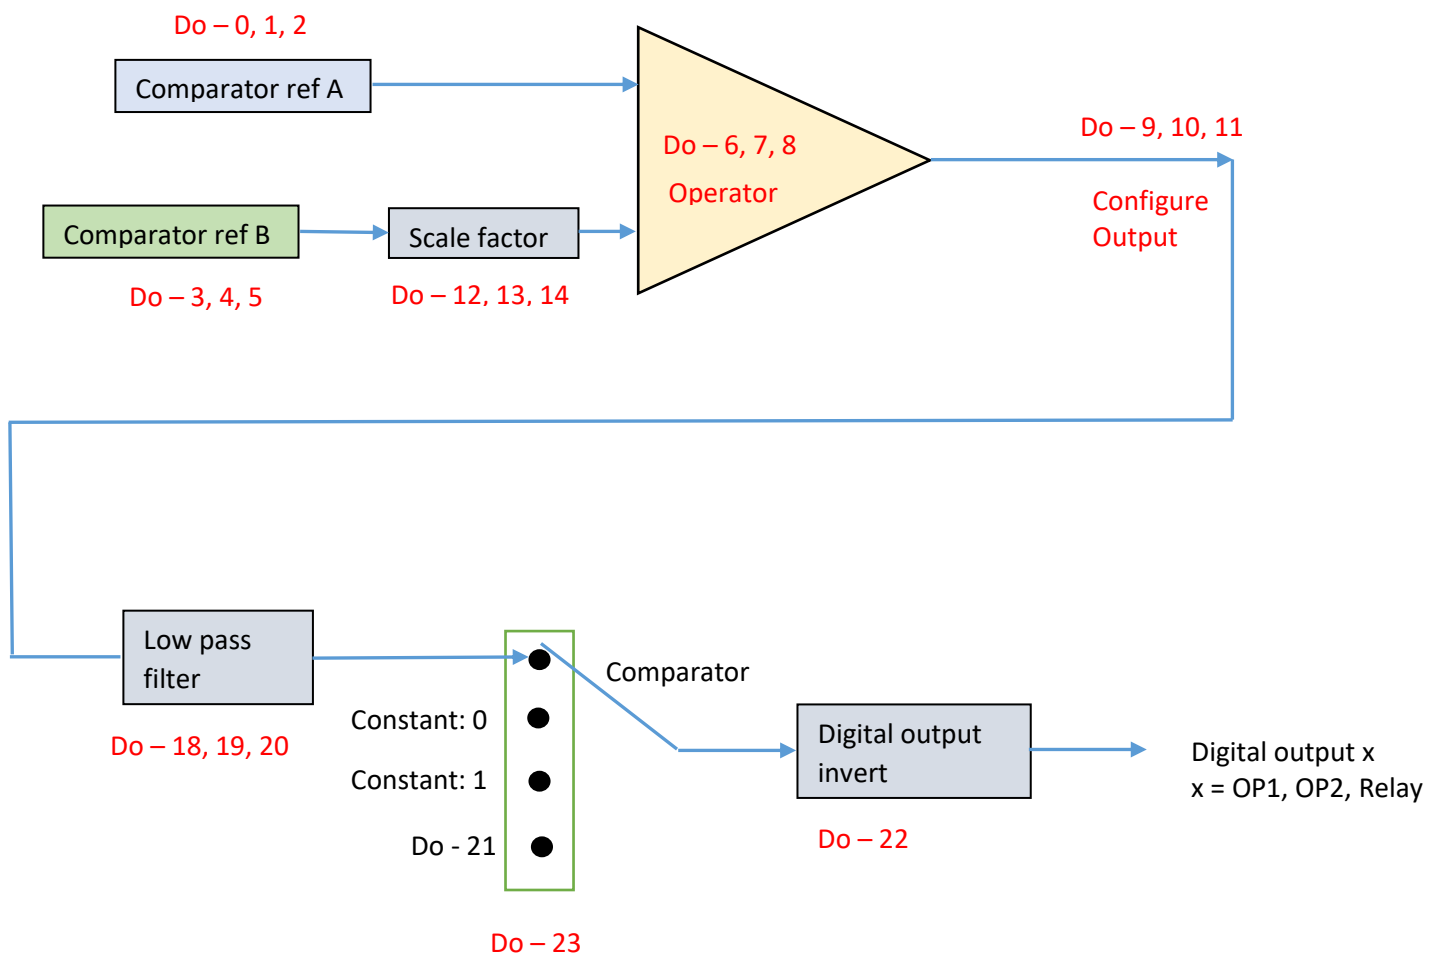 Do – 0, 1, 2
Comparator ref A
Do – 6, 7, 8
Operator
Do – 9, 10, 11
Configure
Output
Comparator ref B
Scale factor
Do – 3, 4, 5
Do – 12, 13, 14
Low pass
filter
Do – 18, 19, 20
Comparator
Constant: 0
Constant: 1
Do - 21
Do – 23
Digital output
invert
Do – 22
Digital output x
x = OP1, OP2, Relay